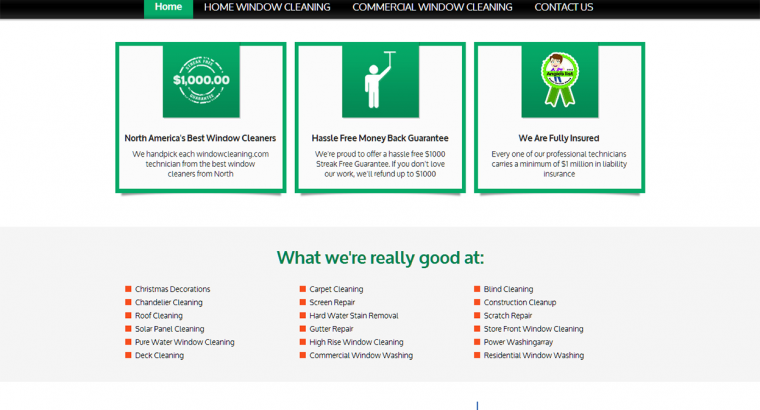 Home HOME WINDOW CLEANING COMMERCIAL WINDOW CLEANING CONTACT US
STREAK FREE
$1,000.00
GUARANTEE
North America's Best Window Cleaners
We handpick each windowcleaning.com
technician from the best window
cleaners from North
Hassle Free Money Back Guarantee
We're proud to offer a hassle free $1000
Streak Free Guarantee. If you don't love
our work, we'll refund up to $1000
Angie's list
We Are Fully Insured
Every one of our professional technicians
carries a minimum of $1 million in liability
insurance
What we're really good at:
Christmas Decorations
Chandelier Cleaning
Roof Cleaning
Solar Panel Cleaning
Pure Water Window Cleaning
Deck Cleaning
Carpet Cleaning
Screen Repair
Hard Water Stain Removal
Gutter Repair
High Rise Window Cleaning
Commercial Window Washing
Blind Cleaning
Construction Cleanup
Scratch Repair
Store Front Window Cleaning
Power Washingarray
Residential Window Washing